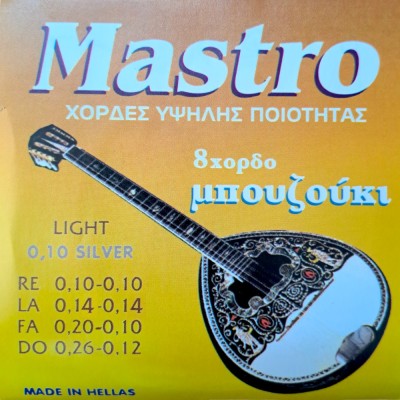 Mastro
ΧΟΡΔΕΣ ΥΨΗΛΗΣ ΠΟΙΟΤΗΤΑΣ
8χορδο
μπουζούκι
LIGHT
0,10 SILVER
RE 0,10-0,10
LA 0,14-0,14
FA 0,20-0,10
DO 0,26-0,12
MADE IN HELLAS